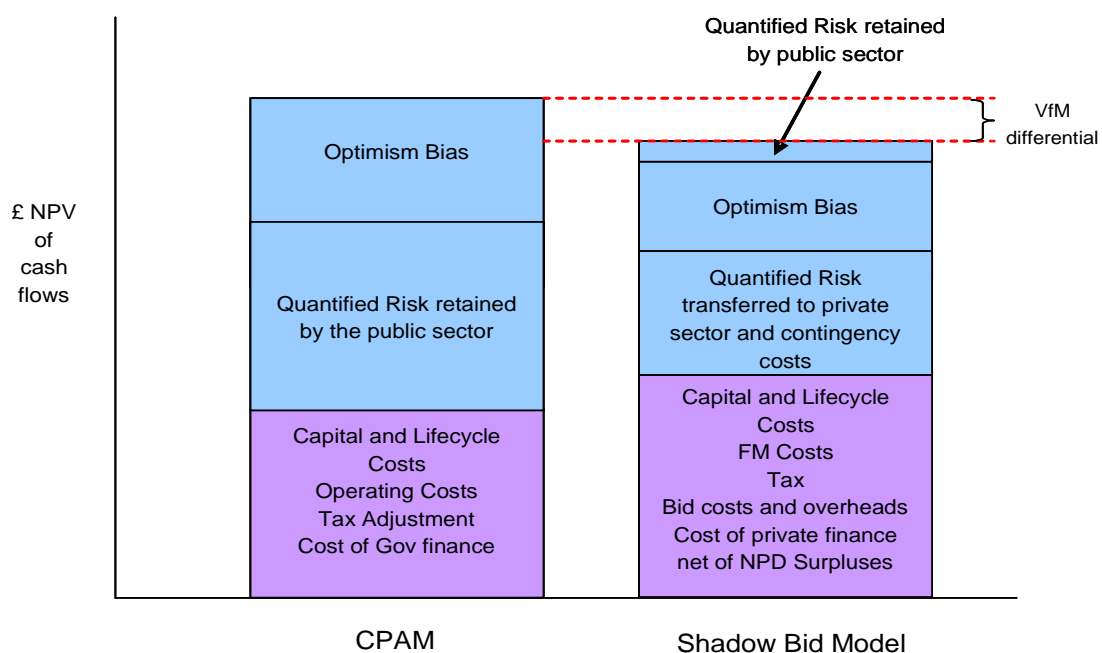 Quantified Risk retained
by public sector
VfM
differential
£ NPV
of
cash
flows
Optimism Bias
Quantified Risk retained
by the public sector
Capital and Lifecycle
Costs
Operating Costs
Tax Adjustment
Cost of Gov finance
Optimism Bias
Quantified Risk
transferred to private
sector and contingency
costs
Capital and Lifecycle
Costs
FM Costs
Tax
Bid costs and overheads
Cost of private finance
net of NPD Surpluses
CPAM
Shadow Bid Model